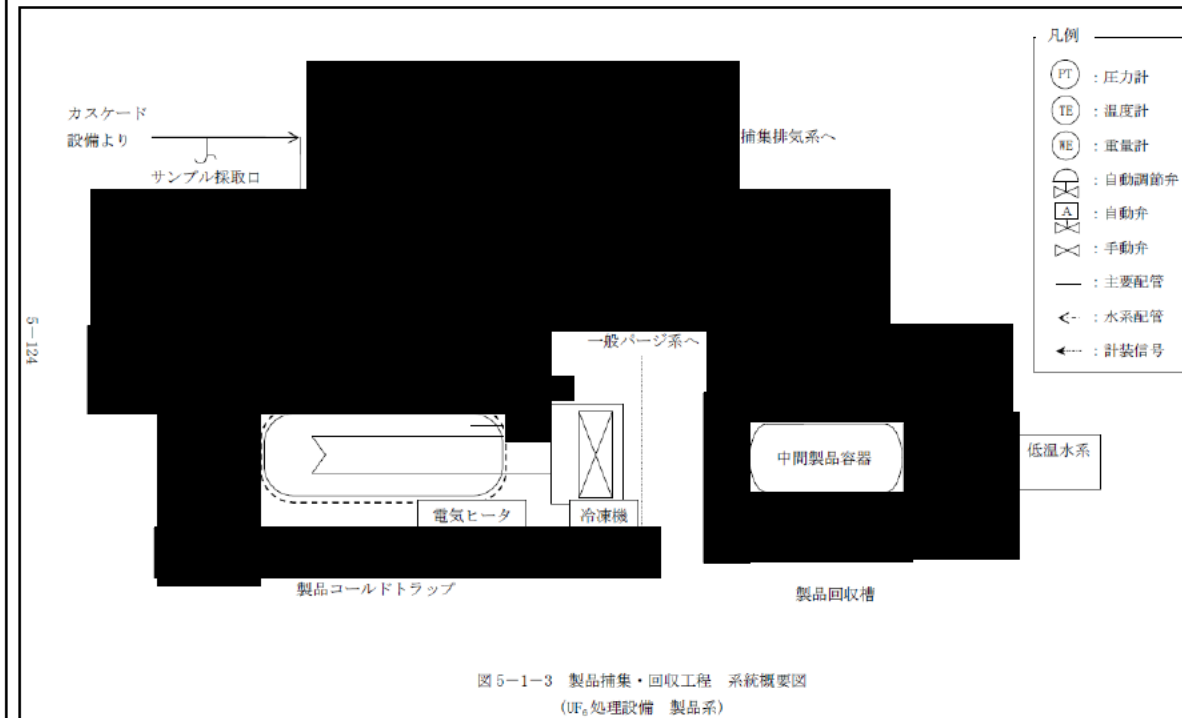 カスケード
設備より
サンプル採取口
捕集排気系へ
一般パージ系へ
電気ヒータ
冷凍機
製品コールドトラップ
中間製品容器
低温水系
製品回収槽
凡例
PT : 圧力計
TE : 温度計
WE : 重量計
: 自動調節弁
A : 自動弁
: 手動弁
: 主要配管
: 水系配管
: 計装信号
5-124
図5-1-3 製品捕集・回収工程 系統概要図
(UF₆処理設備 製品系)